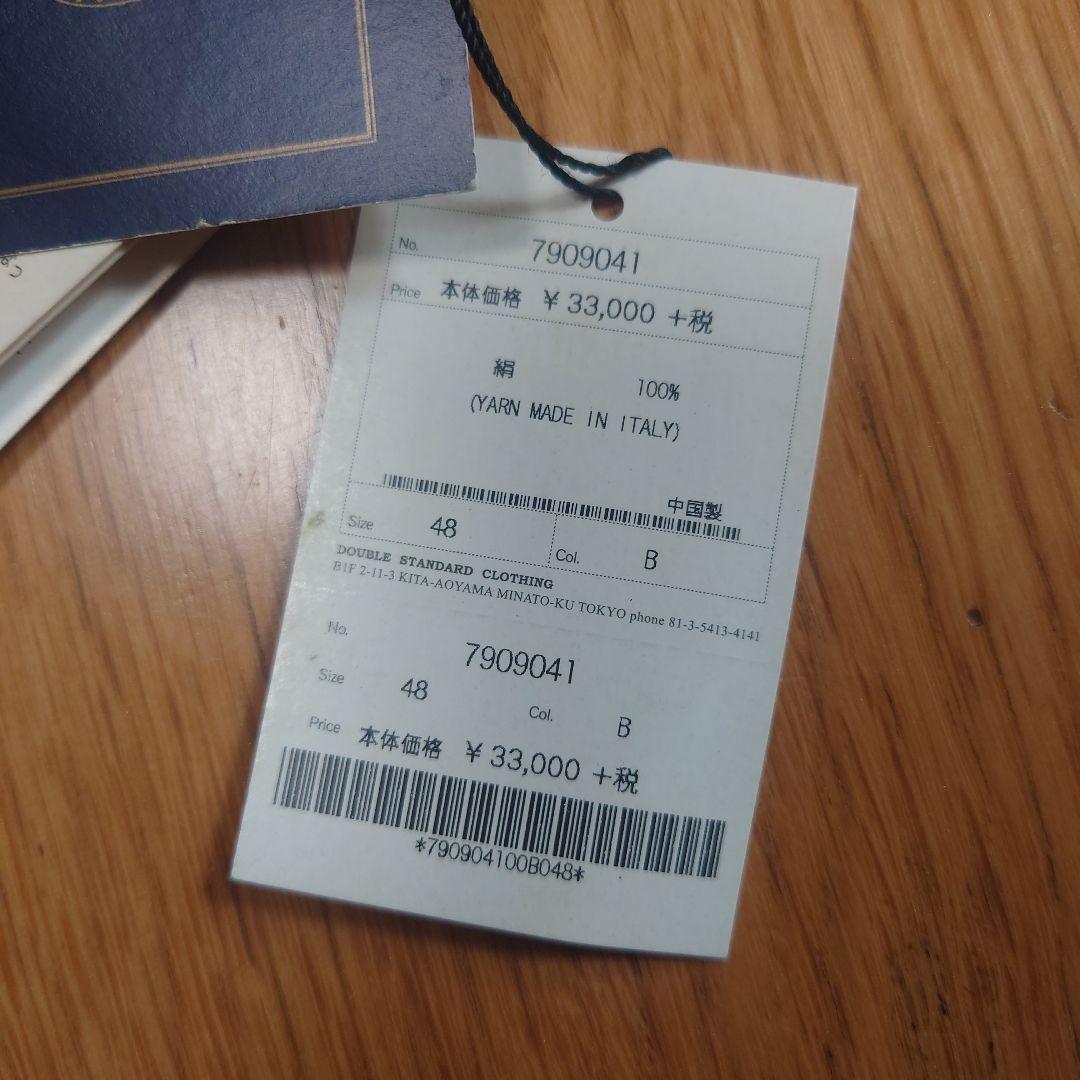 No. 7909041
Price 本体価格 ¥33,000 +税
絹 100%
(YARN MADE IN ITALY)
中国製
Size 48 Col. B
DOUBLE STANDARD CLOTHING
B1F 2-11-3 KITA-AOYAMA MINATO-KU TOKYO phone 81-3-5413-4141
No. 7909041
Size 48 Col. B
Price 本体価格 ¥33,000 +税
*790904100B048*